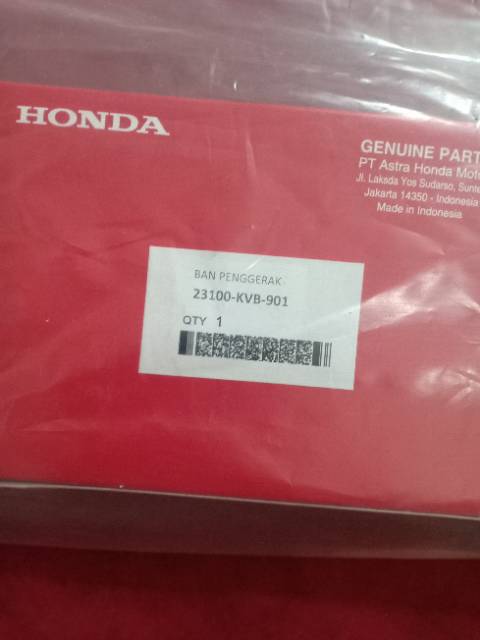 HONDA
GENUINE PART
PT Astra Honda Mot
Jl. Laksda Yos Sudarso, Sunte
Jakarta 14350 - Indonesia
Made in Indonesia
BAN PENGGERAK
23100-KVB-901
QTY 1